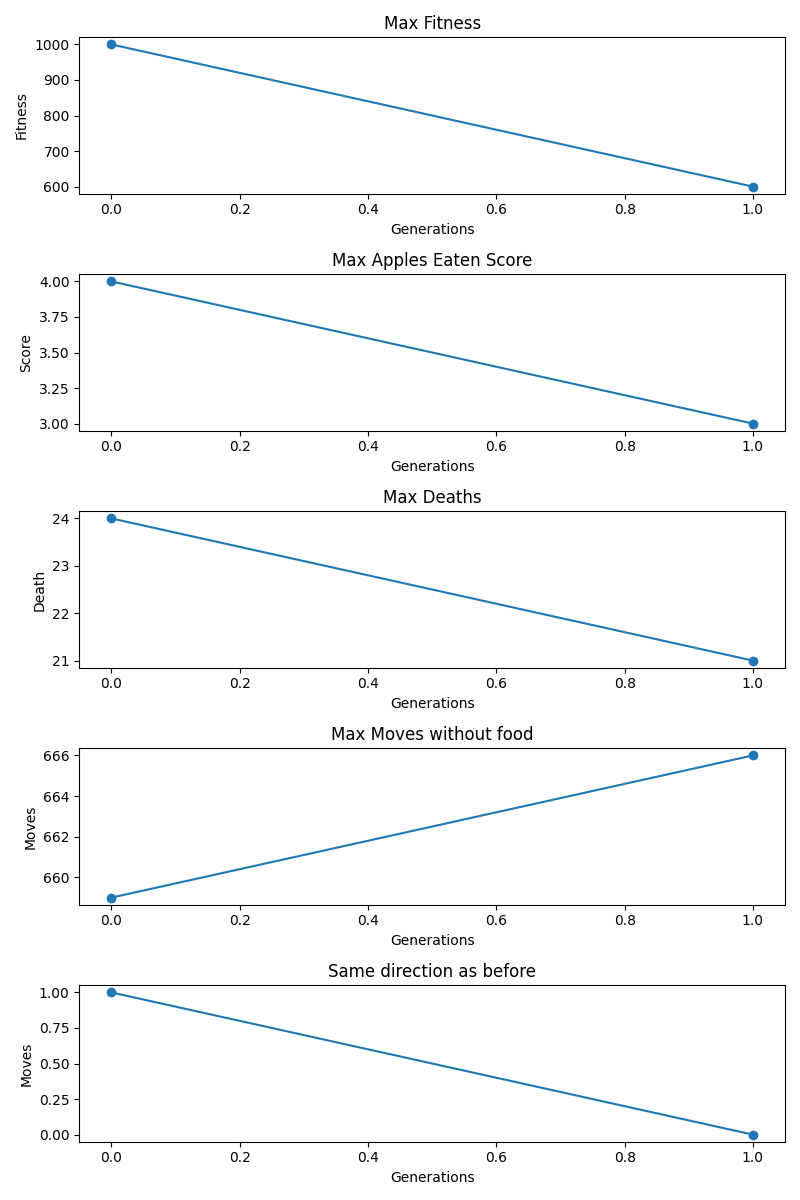 Max Fitness
1000
900
800
700
600
Fitness
0.0 0.2 0.4 0.6 0.8 1.0
Generations
Max Apples Eaten Score
4.00
3.75
3.50
3.25
3.00
Score
0.0 0.2 0.4 0.6 0.8 1.0
Generations
Max Deaths
24
23
22
21
Death
0.0 0.2 0.4 0.6 0.8 1.0
Generations
Max Moves without food
666
664
662
660
Moves
0.0 0.2 0.4 0.6 0.8 1.0
Generations
Same direction as before
1.00
0.75
0.50
0.25
0.00
Moves
0.0 0.2 0.4 0.6 0.8 1.0
Generations